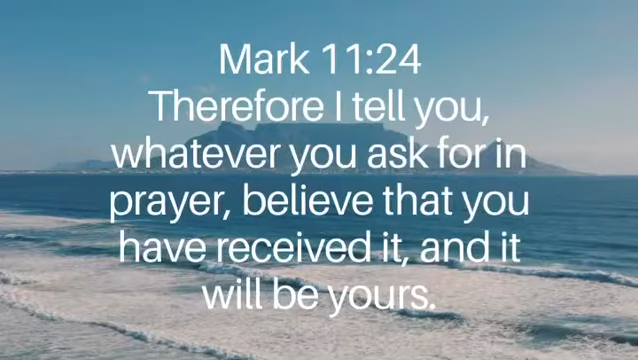 Mark 11:24
Therefore I tell you,
whatever you ask for in
prayer, believe that you
have received it, and it
will be yours.